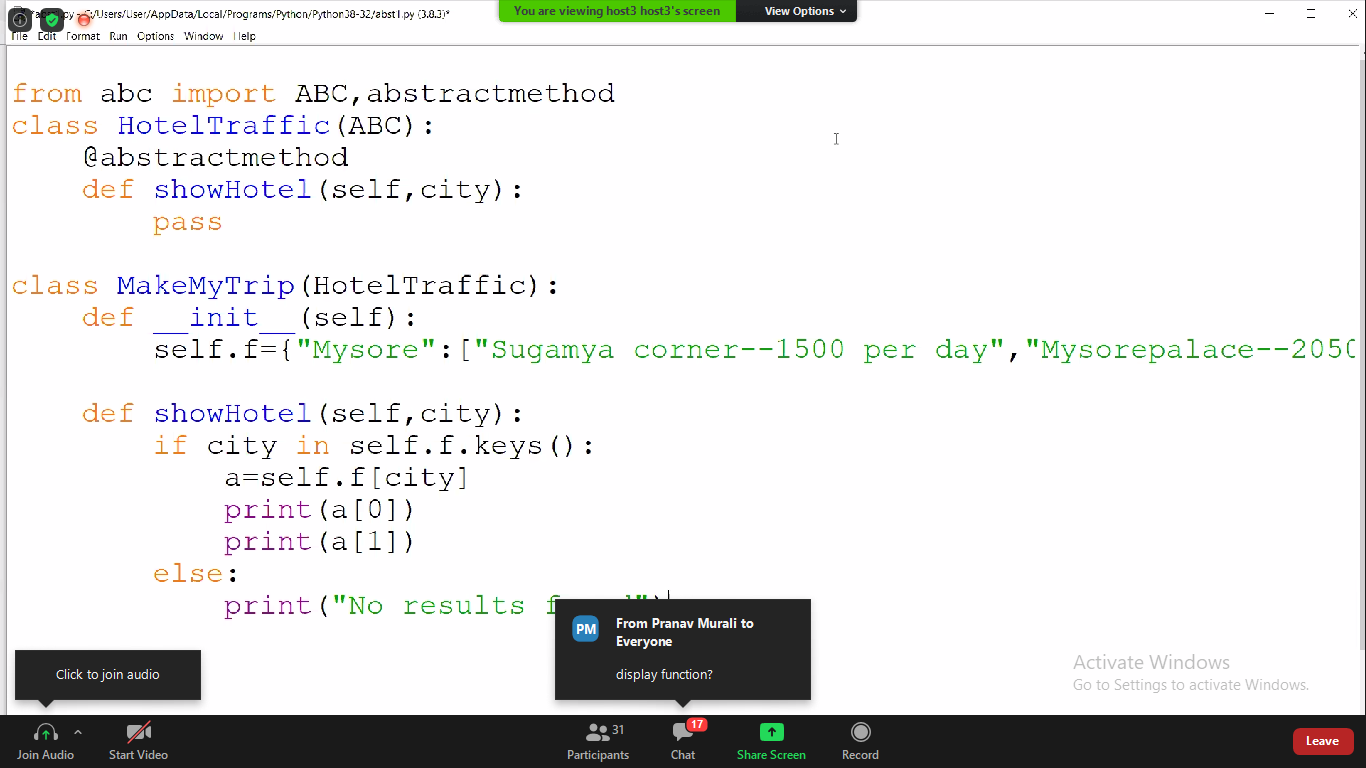 C:/Users/User/AppData/Local/Programs/Python/Python38-32/abst1.py (3.8.3)*
You are viewing host3 host3's screen
View Options
File Edit Format Run Options Window Help
from abc import ABC,abstractmethod
class HotelTraffic(ABC):
@abstractmethod
def showHotel(self,city):
pass
class MakeMyTrip(HotelTraffic):
def __init__(self):
self.f={"Mysore":["Sugamya corner--1500 per day","Mysorepalace--2050
def showHotel(self,city):
if city in self.f.keys():
a=self.f[city]
print(a[0])
print(a[1])
else:
print("No results
PM
From Pranav Murali to
Everyone
display function?
Click to join audio
Activate Windows
Go to Settings to activate Windows.
Join Audio
Start Video
Participants
31
Chat
17
Share Screen
Record
Leave